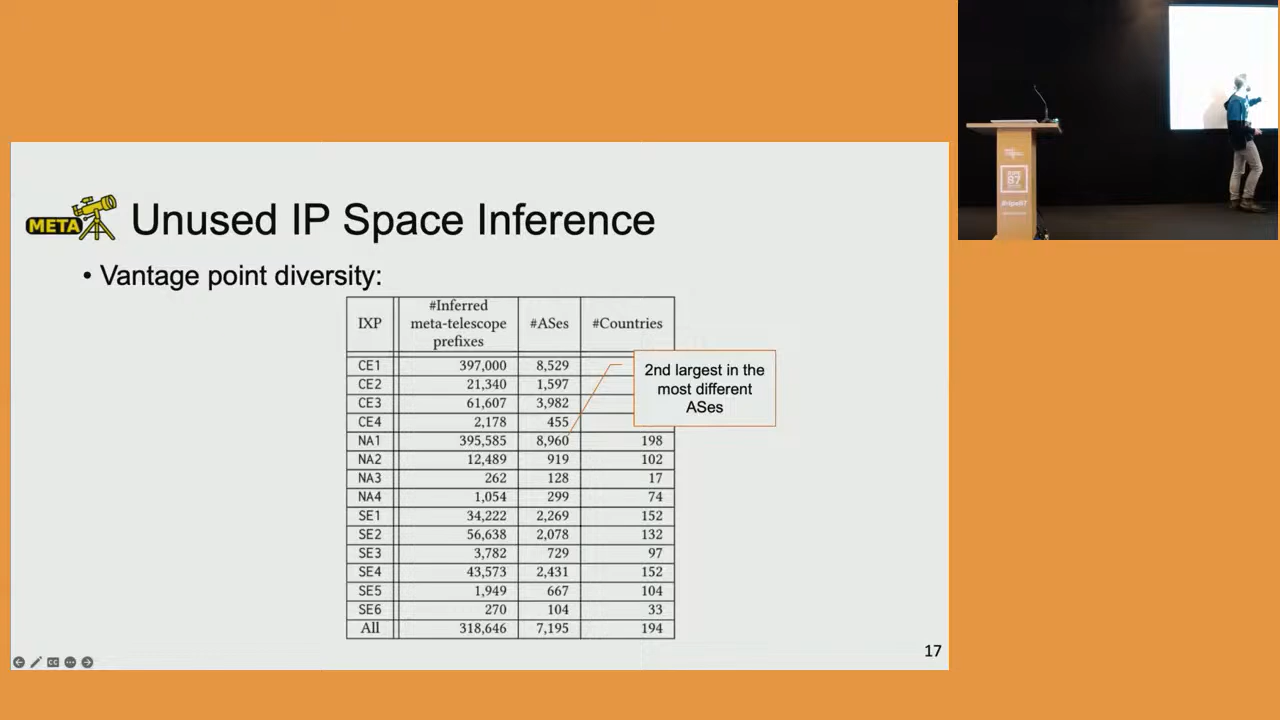 META
Unused IP Space Inference
• Vantage point diversity:
IXP #Inferred meta-telescope prefixes #ASes #Countries
CE1 397,000 8,529
CE2 21,340 1,597
CE3 61,607 3,982
CE4 2,178 455
NA1 395,585 8,960 198
NA2 12,489 919 102
NA3 262 128 17
NA4 1,054 299 74
SE1 34,222 2,269 152
SE2 56,638 2,078 132
SE3 3,782 729 97
SE4 43,573 2,431 152
SE5 1,949 667 104
SE6 270 104 33
All 318,646 7,195 194
2nd largest in the
most different
ASes
17
87